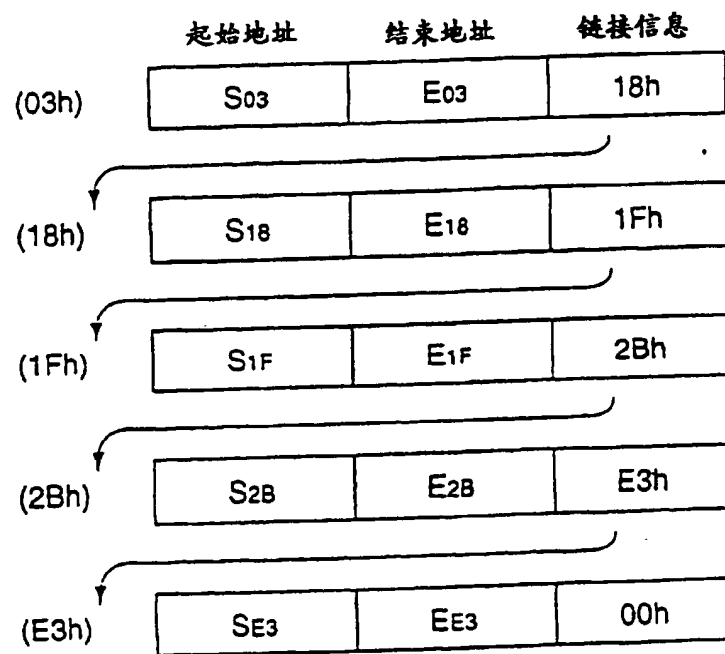 起始地址 结束地址 链接信息
(03h) S03 E03 18h
(18h) S18 E18 1Fh
(1Fh) S1F E1F 2Bh
(2Bh) S2B E2B E3h
(E3h) SE3 EE3 00h